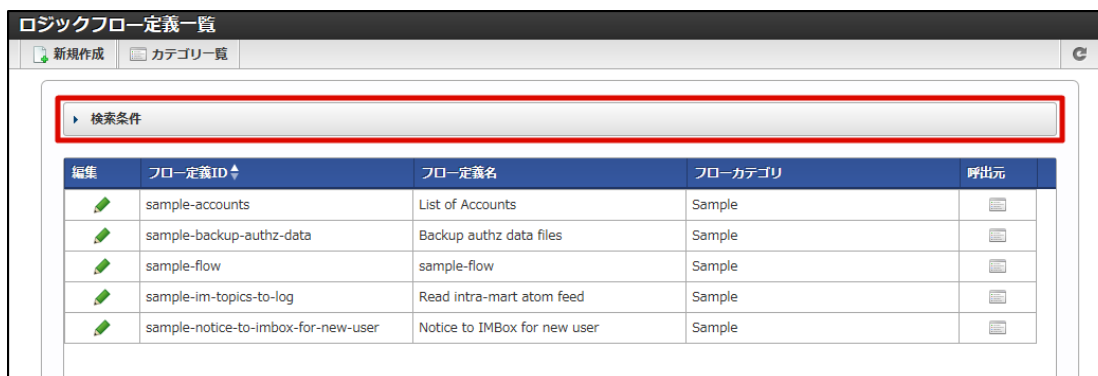 ロジックフロー定義一覧
新規作成 カテゴリ一覧
検索条件
編集 フロー定義ID フロー定義名 フローカテゴリ 呼出元
sample-accounts List of Accounts Sample
sample-backup-authz-data Backup authz data files Sample
sample-flow sample-flow Sample
sample-im-topics-to-log Read intra-mart atom feed Sample
sample-notice-to-imbox-for-new-user Notice to IMBox for new user Sample